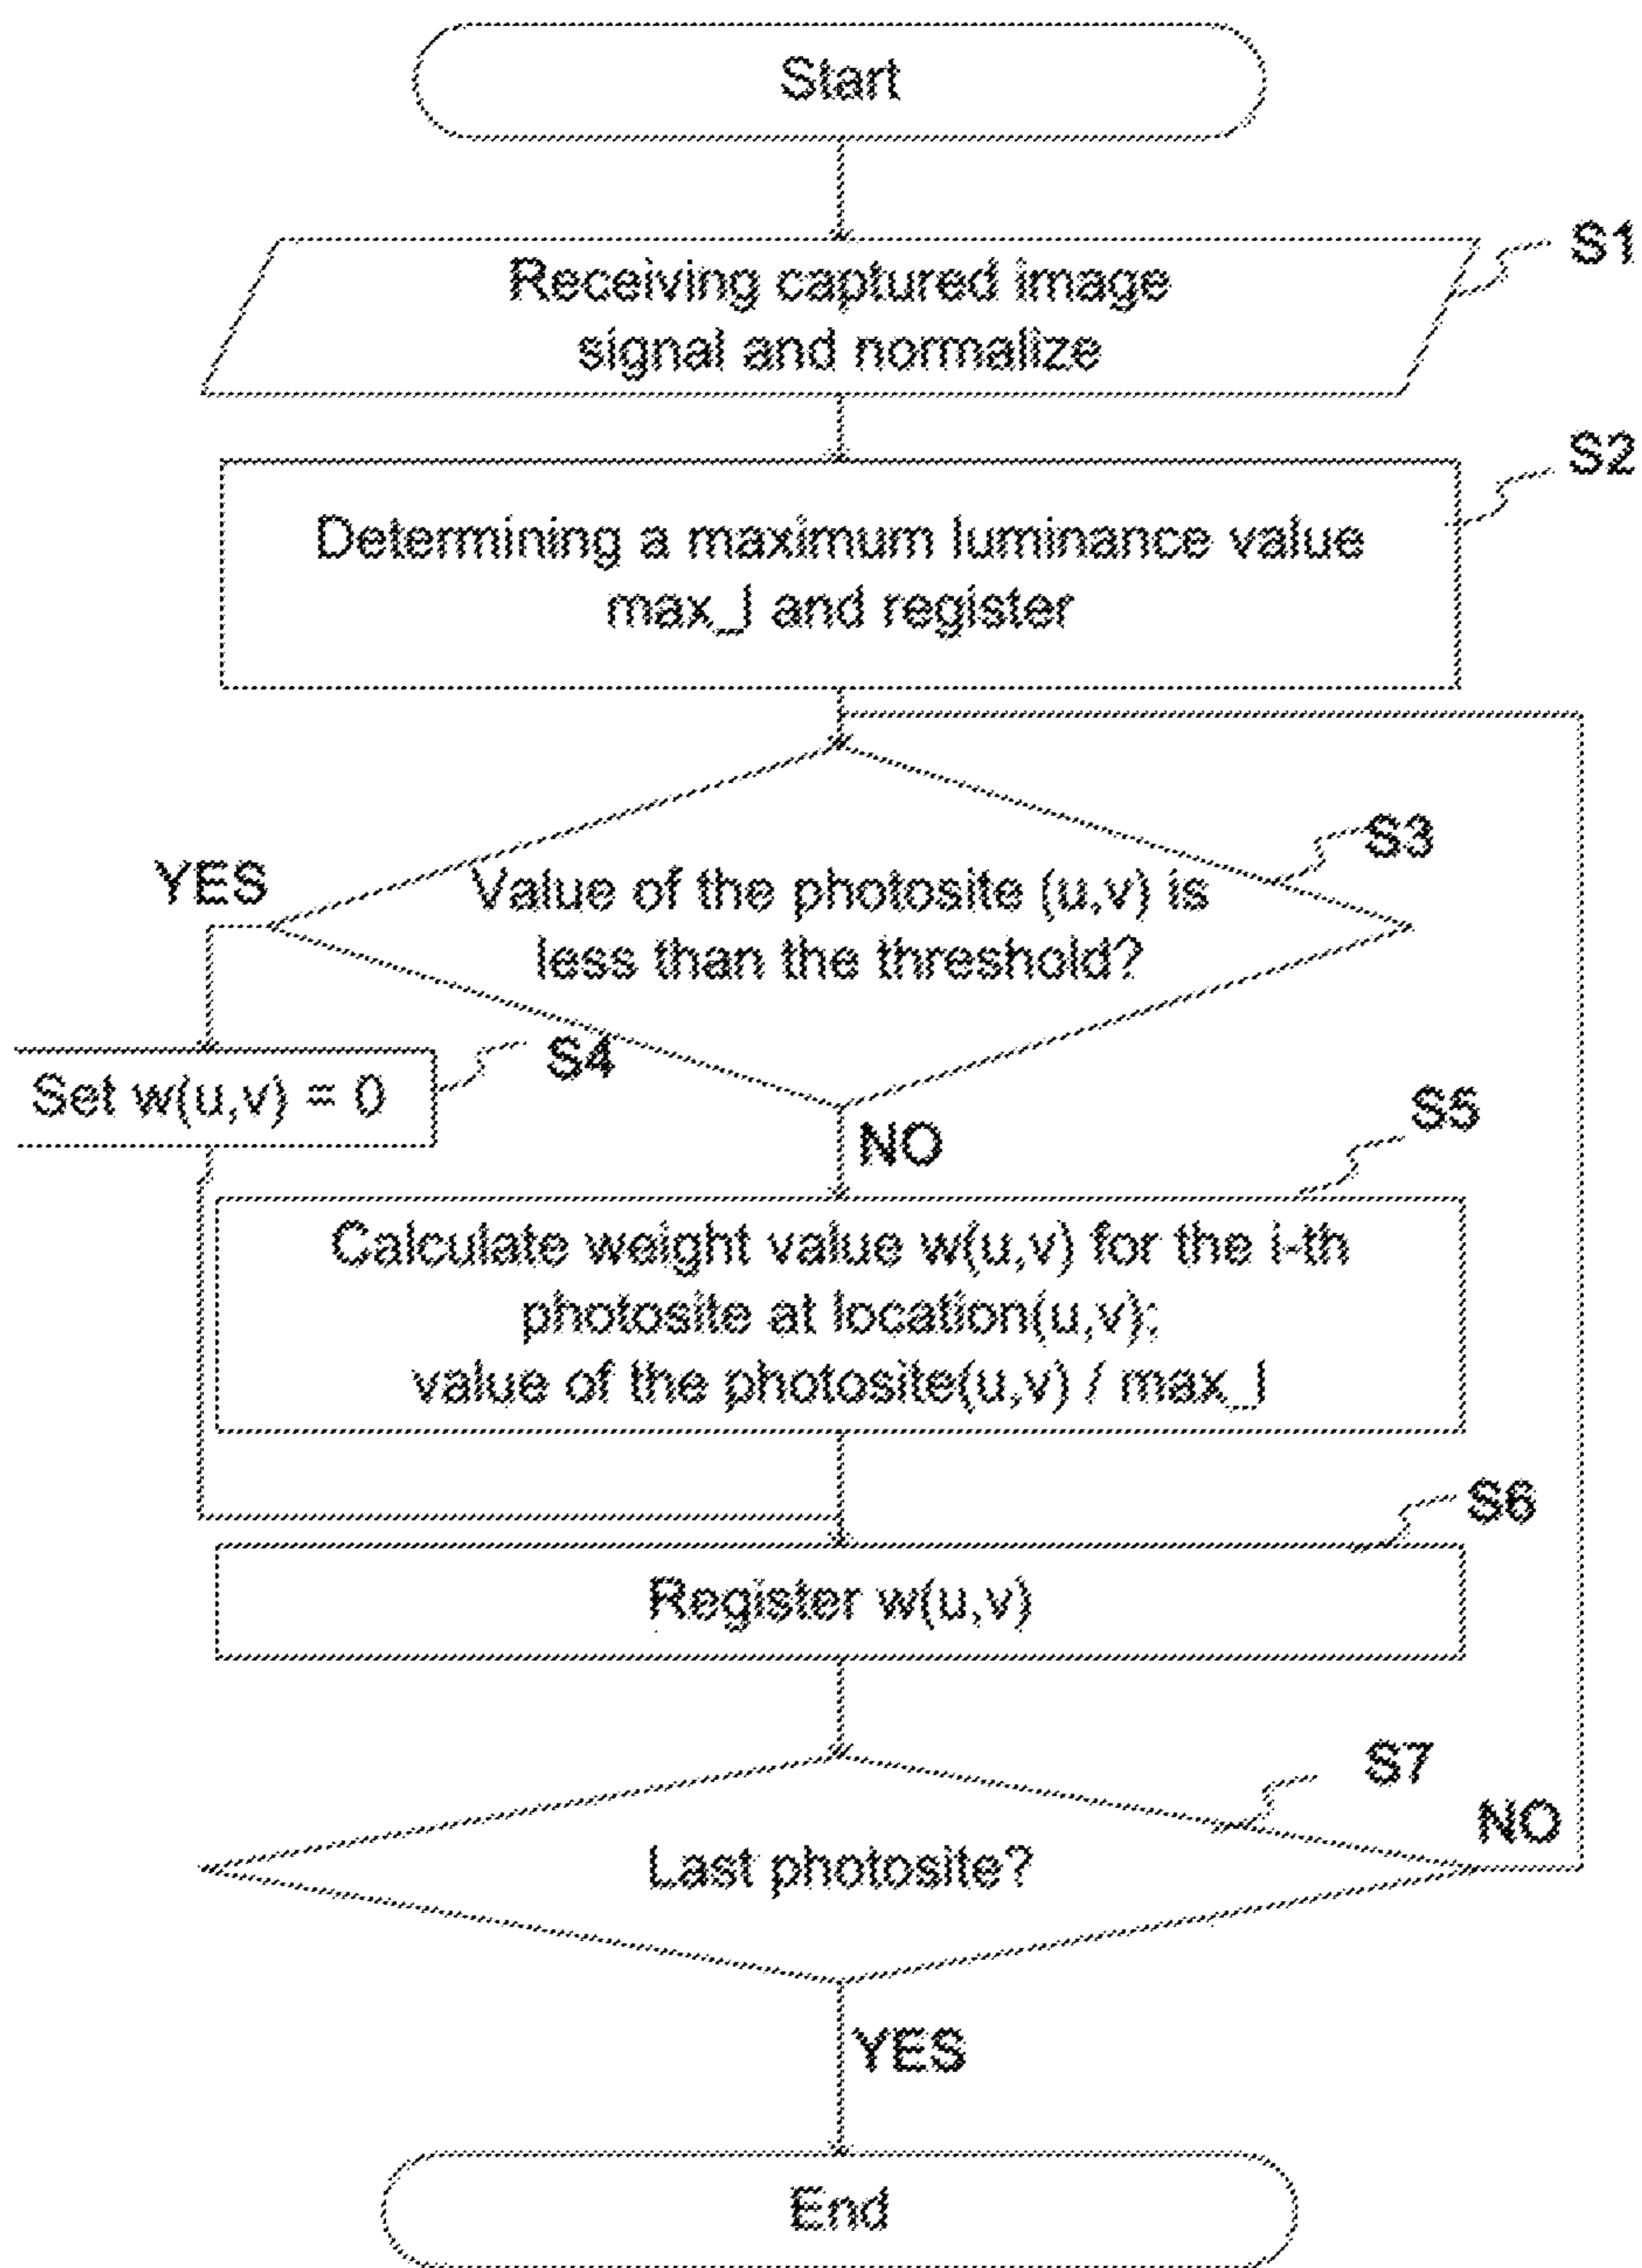 Start
S1
Receiving captured image
signal and normalize
S2
Determining a maximum luminance value
max_l and register
S3
YES
Value of the photosite (u,v) is
less than the threshold?
S4
Set w(u,v) = 0
S5
NO
Calculate weight value w(u,v) for the i-th
photosite at location(u,v);
value of the photosite(u,v) / max_l
S6
Register w(u,v)
S7
NO
Last photosite?
YES
End